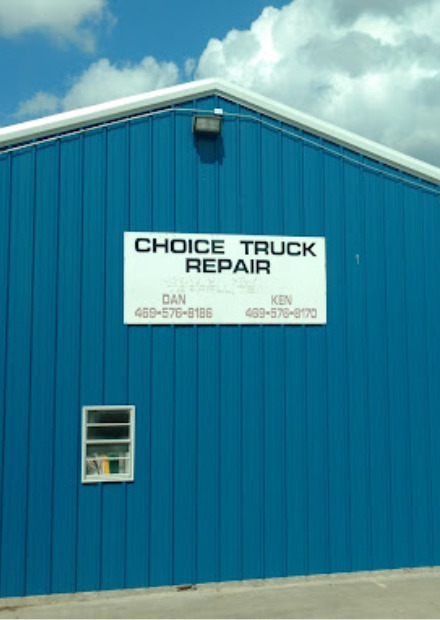 CHOICE TRUCK
REPAIR
DAN KEN
469-576-8186 469-576-8170